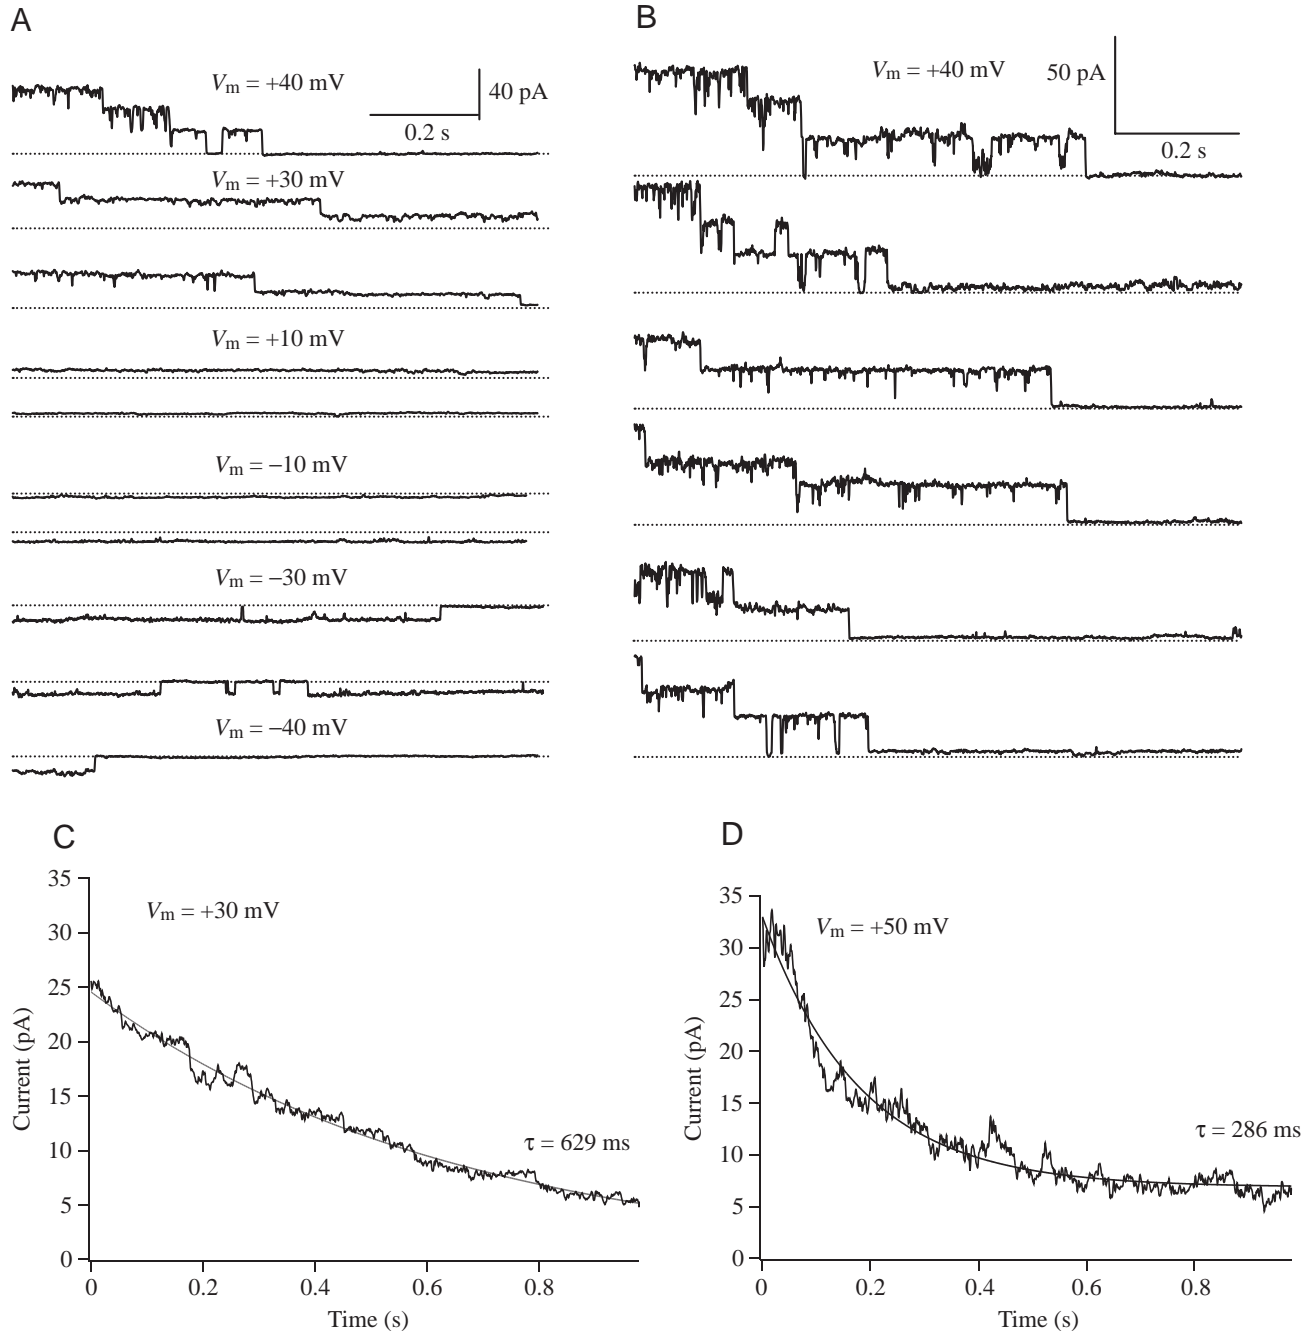 A
Vm = +40 mV
40 pA
0.2 s
Vm = +30 mV
Vm = +10 mV
Vm = −10 mV
Vm = −30 mV
Vm = −40 mV
B
Vm = +40 mV
50 pA
0.2 s
C
35
30
25
20
15
10
5
0
Current (pA)
Vm = +30 mV
τ = 629 ms
0 0.2 0.4 0.6 0.8
Time (s)
D
35
30
25
20
15
10
5
0
Current (pA)
Vm = +50 mV
τ = 286 ms
0 0.2 0.4 0.6 0.8
Time (s)